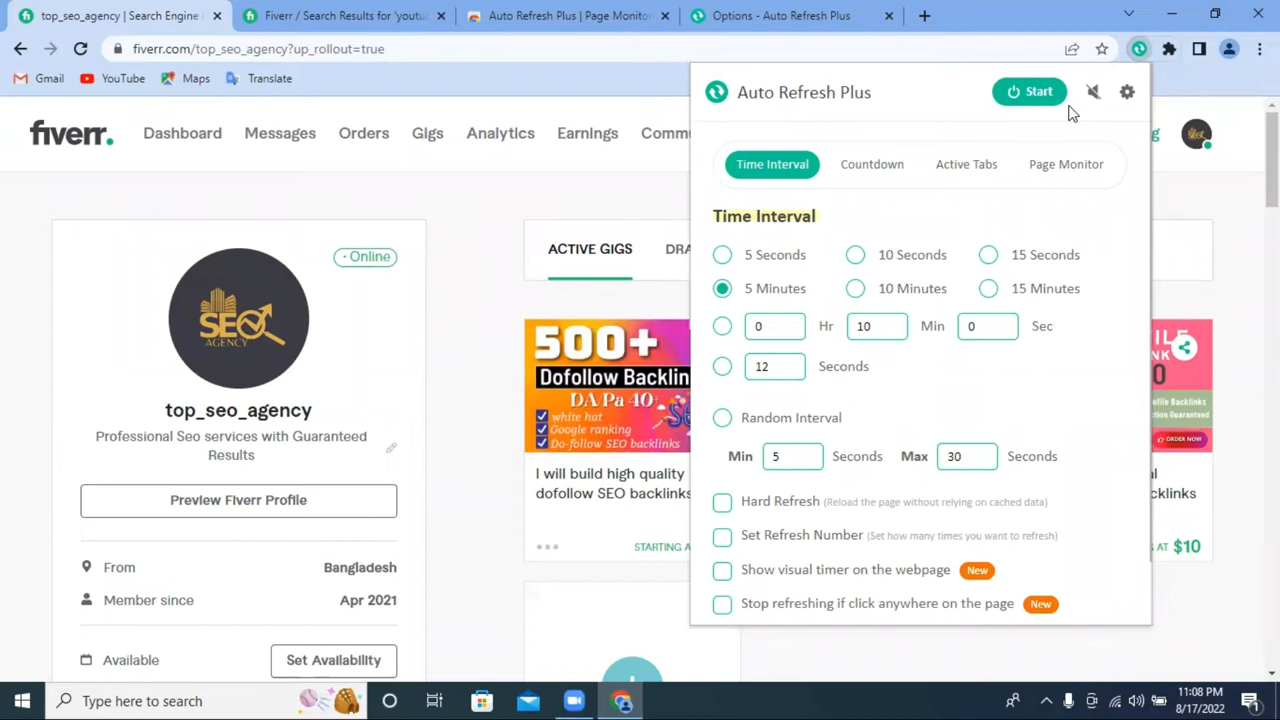 top_seo_agency | Search Engine
Fiverr / Search Results for 'youtu
Auto Refresh Plus | Page Monitor
Options - Auto Refresh Plus
fiverr.com/top_seo_agency?up_rollout=true
Gmail YouTube Maps Translate
Auto Refresh Plus Start
fiverr. Dashboard Messages Orders Gigs Analytics Earnings Commu
Time Interval Countdown Active Tabs Page Monitor
Time Interval
5 Seconds 10 Seconds 15 Seconds
5 Minutes 10 Minutes 15 Minutes
0 Hr 10 Min 0 Sec
12 Seconds
Random Interval
Min 5 Seconds Max 30 Seconds
Hard Refresh (Reload the page without relying on cached data)
Set Refresh Number (Set how many times you want to refresh)
Show visual timer on the webpage New
Stop refreshing if click anywhere on the page New
Online
SEO
AGENCY
top_seo_agency
Professional Seo services with Guaranteed
Results
Preview Fiverr Profile
From Bangladesh
Member since Apr 2021
Available Set Availability
ACTIVE GIGS DRA
500+
Dofollow Backlin
DA/Pa 40+
white hat
Google ranking
Do-follow SEO backlinks
I will build high quality
dofollow SEO backlinks
STARTING A
ORDER NOW
cklinks
AT $10
Type here to search
11:08 PM
8/17/2022